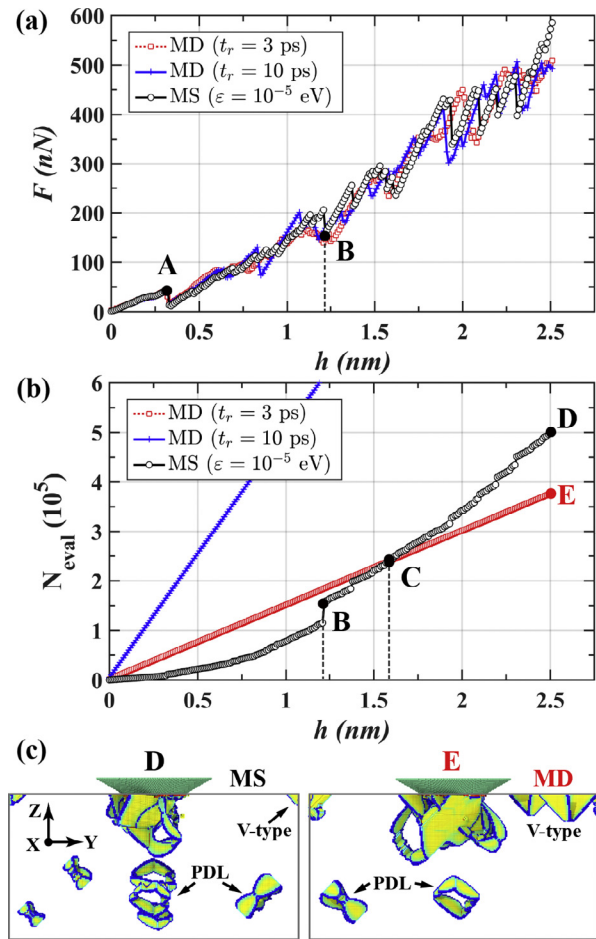 (a)
MD (t_r = 3 ps)
MD (t_r = 10 ps)
MS (ε = 10⁻⁵ eV)
600
500
400
300
200
100
0
F (nN)
A
B
0 0.5 1 1.5 2 2.5
h (nm)
(b)
MD (t_r = 3 ps)
MD (t_r = 10 ps)
MS (ε = 10⁻⁵ eV)
6
5
4
3
2
1
0
N_eval (10⁵)
D
E
C
B
0 0.5 1 1.5 2 2.5
h (nm)
(c)
D MS
Z
X Y
V-type
PDL
E MD
V-type
PDL